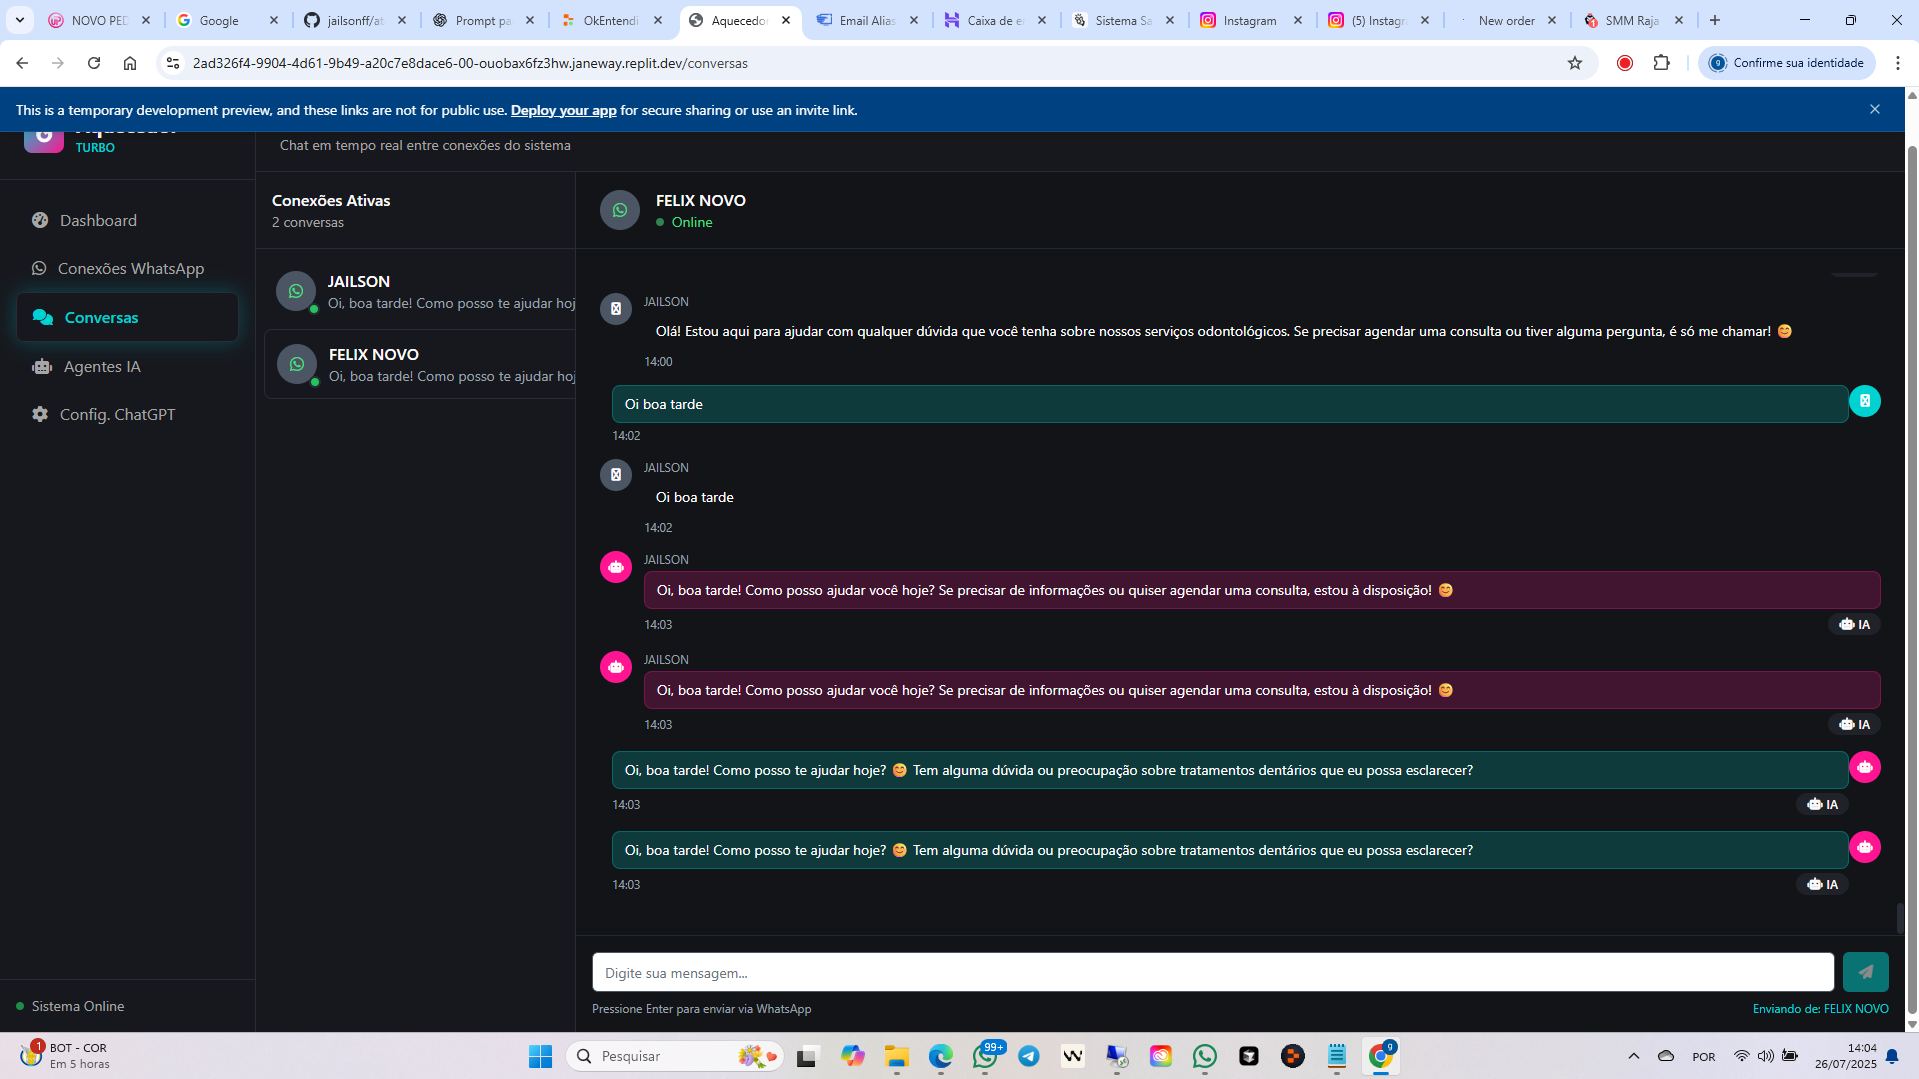 NOVO PED
Google
jailsonff/at
Prompt pa
OkEntendi
Aquecedor
Email Alias
Caixa de e
Sistema Sa
Instagram
(5) Instagr
New order
SMM Raja
2ad326f4-9904-4d61-9b49-a20c7e8dace6-00-ouobax6fz3hw.janeway.replit.dev/conversas
Confirme sua identidade
This is a temporary development preview, and these links are not for public use. Deploy your app for secure sharing or use an invite link.
TURBO
Dashboard
Conexões WhatsApp
Conversas
Agentes IA
Config. ChatGPT
Sistema Online
Chat em tempo real entre conexões do sistema
Conexões Ativas
2 conversas
JAILSON
Oi, boa tarde! Como posso te ajudar hoj
FELIX NOVO
Oi, boa tarde! Como posso te ajudar hoj
FELIX NOVO
Online
JAILSON
Olá! Estou aqui para ajudar com qualquer dúvida que você tenha sobre nossos serviços odontológicos. Se precisar agendar uma consulta ou tiver alguma pergunta, é só me chamar! 😊
14:00
Oi boa tarde
14:02
JAILSON
Oi boa tarde
14:02
JAILSON
Oi, boa tarde! Como posso ajudar você hoje? Se precisar de informações ou quiser agendar uma consulta, estou à disposição! 😊
14:03
IA
JAILSON
Oi, boa tarde! Como posso ajudar você hoje? Se precisar de informações ou quiser agendar uma consulta, estou à disposição! 😊
14:03
IA
Oi, boa tarde! Como posso te ajudar hoje? 😊 Tem alguma dúvida ou preocupação sobre tratamentos dentários que eu possa esclarecer?
14:03
IA
Oi, boa tarde! Como posso te ajudar hoje? 😊 Tem alguma dúvida ou preocupação sobre tratamentos dentários que eu possa esclarecer?
14:03
IA
Digite sua mensagem...
Pressione Enter para enviar via WhatsApp
Enviando de: FELIX NOVO
1
BOT - COR
Em 5 horas
Pesquisar
99+
9
POR
14:04
26/07/2025